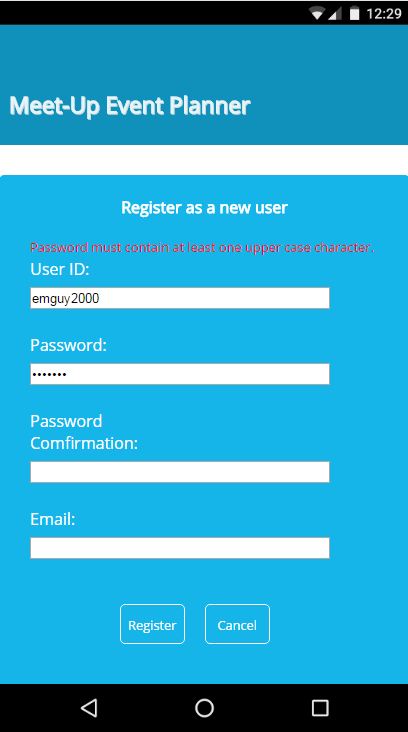 12:29
Meet-Up Event Planner
Register as a new user
Password must contain at least one upper case character.
User ID:
emguy2000
Password:
•••••••
Password
Comfirmation:
Email:
Register
Cancel